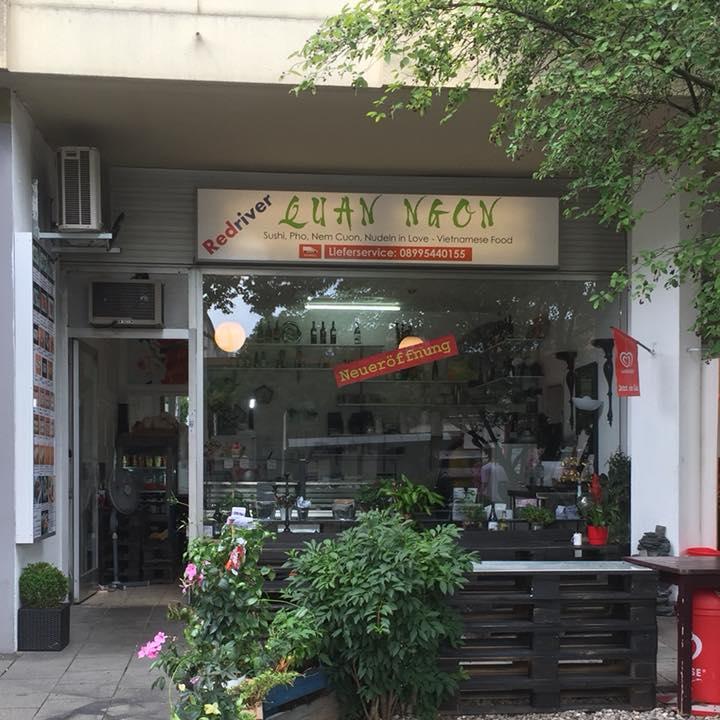 Redriver
QUAN NGON
Sushi, Pho, Nem Cuon, Nudeln in Love - Vietnamese Food
Lieferservice: 08995440155
Neueröffnung